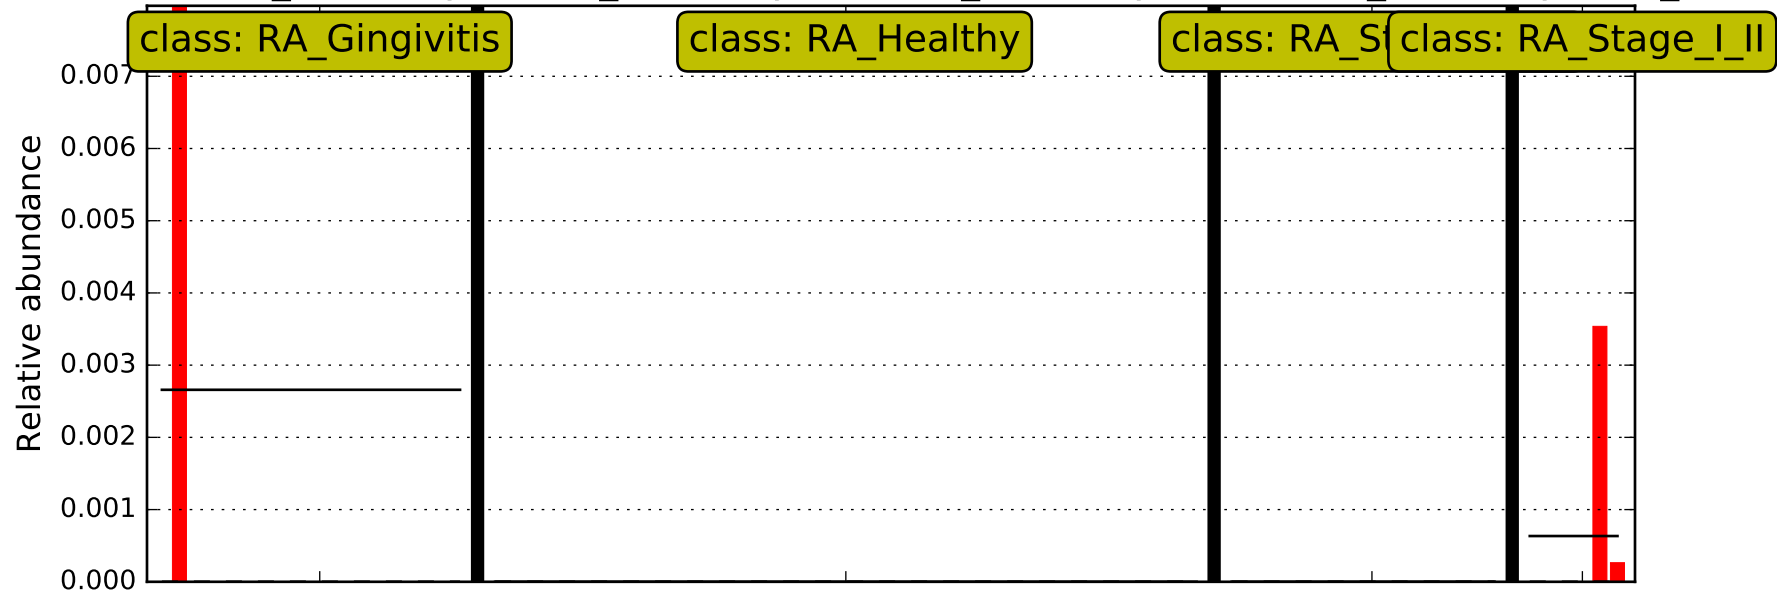 class: RA_Gingivitis
class: RA_Healthy
class: RA_St
class: RA_Stage_I_II
Relative abundance
0.007
0.006
0.005
0.004
0.003
0.002
0.001
0.000